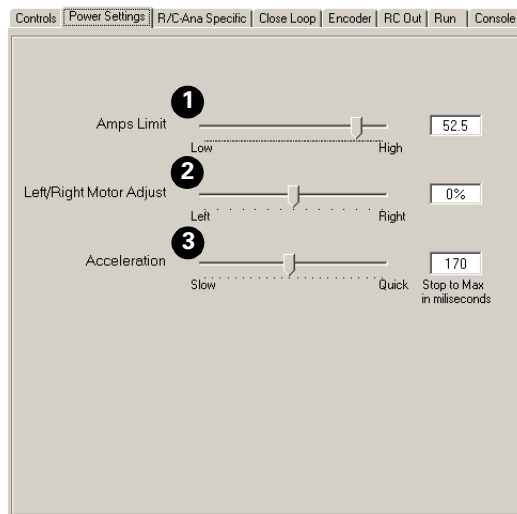 Controls Power Settings R/C-Ana Specific Close Loop Encoder RC Out Run Console
1
Amps Limit 52.5
Low High
2
Left/Right Motor Adjust 0%
Left Right
3
Acceleration 170
Slow Quick Stop to Max
in miliseconds